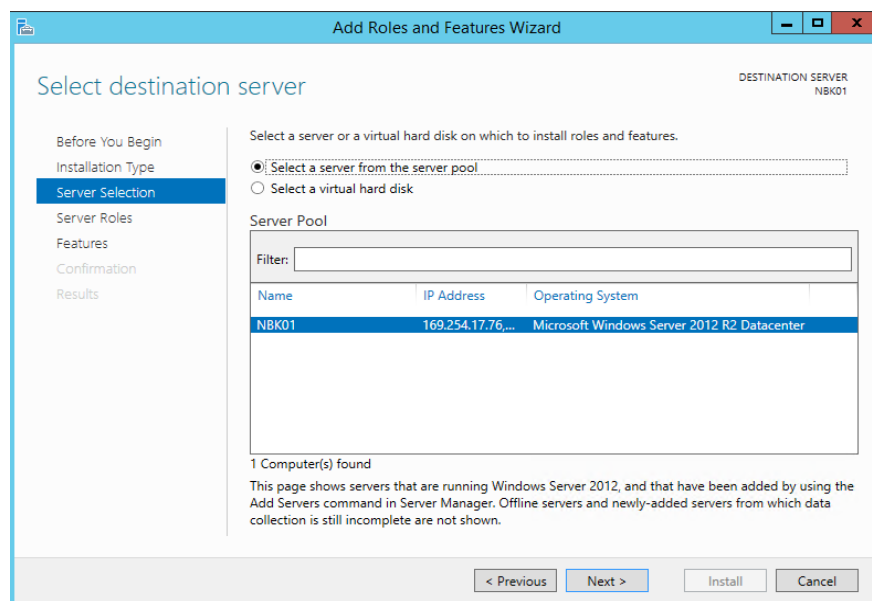 Add Roles and Features Wizard
Select destination server
DESTINATION SERVER
NBK01
Before You Begin
Installation Type
Server Selection
Server Roles
Features
Confirmation
Results
Select a server or a virtual hard disk on which to install roles and features.
Select a server from the server pool
Select a virtual hard disk
Server Pool
Filter:
Name IP Address Operating System
NBK01 169.254.17.76,... Microsoft Windows Server 2012 R2 Datacenter
1 Computer(s) found
This page shows servers that are running Windows Server 2012, and that have been added by using the
Add Servers command in Server Manager. Offline servers and newly-added servers from which data
collection is still incomplete are not shown.
< Previous Next > Install Cancel